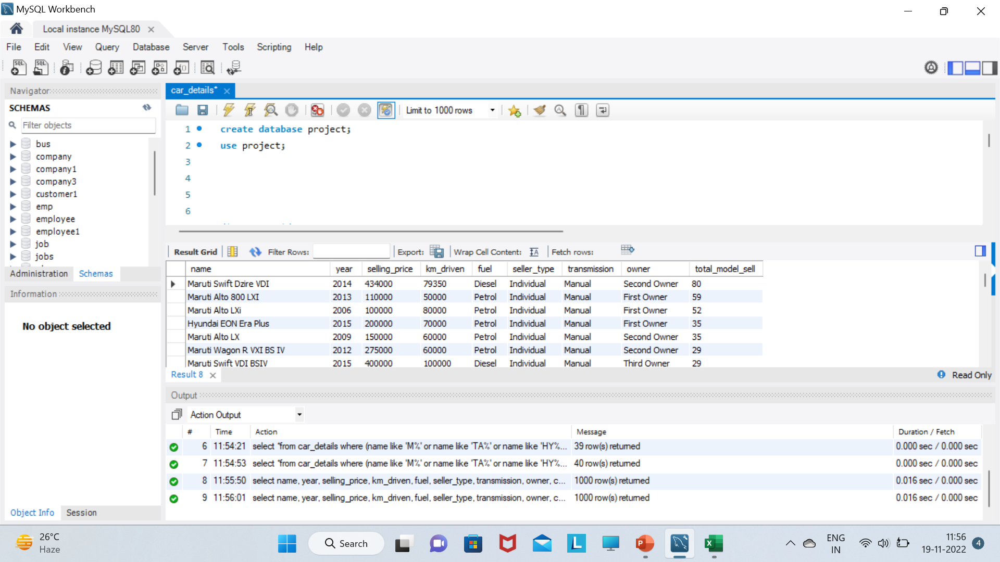 MySQL Workbench
Local instance MySQL80
File Edit View Query Database Server Tools Scripting Help
Navigator
SCHEMAS
Filter objects
bus
company
company1
company3
customer1
emp
employee
employee1
job
jobs
Administration Schemas
Information
No object selected
Object Info Session
car_details*
Limit to 1000 rows
1 create database project;
2 use project;
3
4
5
6
Result Grid Filter Rows: Export: Wrap Cell Content: Fetch rows:
name year selling_price km_driven fuel seller_type transmission owner total_model_sell
Maruti Swift Dzire VDI 2014 434000 79350 Diesel Individual Manual Second Owner 80
Maruti Alto 800 LXI 2013 110000 50000 Petrol Individual Manual First Owner 59
Maruti Alto LXi 2006 100000 80000 Petrol Individual Manual First Owner 52
Hyundai EON Era Plus 2015 200000 70000 Petrol Individual Manual First Owner 35
Maruti Alto LX 2009 150000 60000 Petrol Individual Manual Second Owner 35
Maruti Wagon R VXI BS IV 2012 275000 60000 Petrol Individual Manual Second Owner 29
Maruti Swift VDI BSIV 2015 400000 100000 Diesel Individual Manual Third Owner 29
Result 8 Read Only
Output
Action Output
# Time Action Message Duration / Fetch
6 11:54:21 select *from car_details where (name like 'M%' or name like 'TA%' or name like 'HY%... 39 row(s) returned 0.000 sec / 0.000 sec
7 11:54:53 select *from car_details where (name like 'M%' or name like 'TA%' or name like 'HY%... 40 row(s) returned 0.000 sec / 0.000 sec
8 11:55:50 select name, year, selling_price, km_driven, fuel, seller_type, transmission, owner, c... 1000 row(s) returned 0.016 sec / 0.000 sec
9 11:56:01 select name, year, selling_price, km_driven, fuel, seller_type, transmission, owner, c... 1000 row(s) returned 0.016 sec / 0.000 sec
26°C
Haze
Search
ENG
IN
11:56
19-11-2022
4